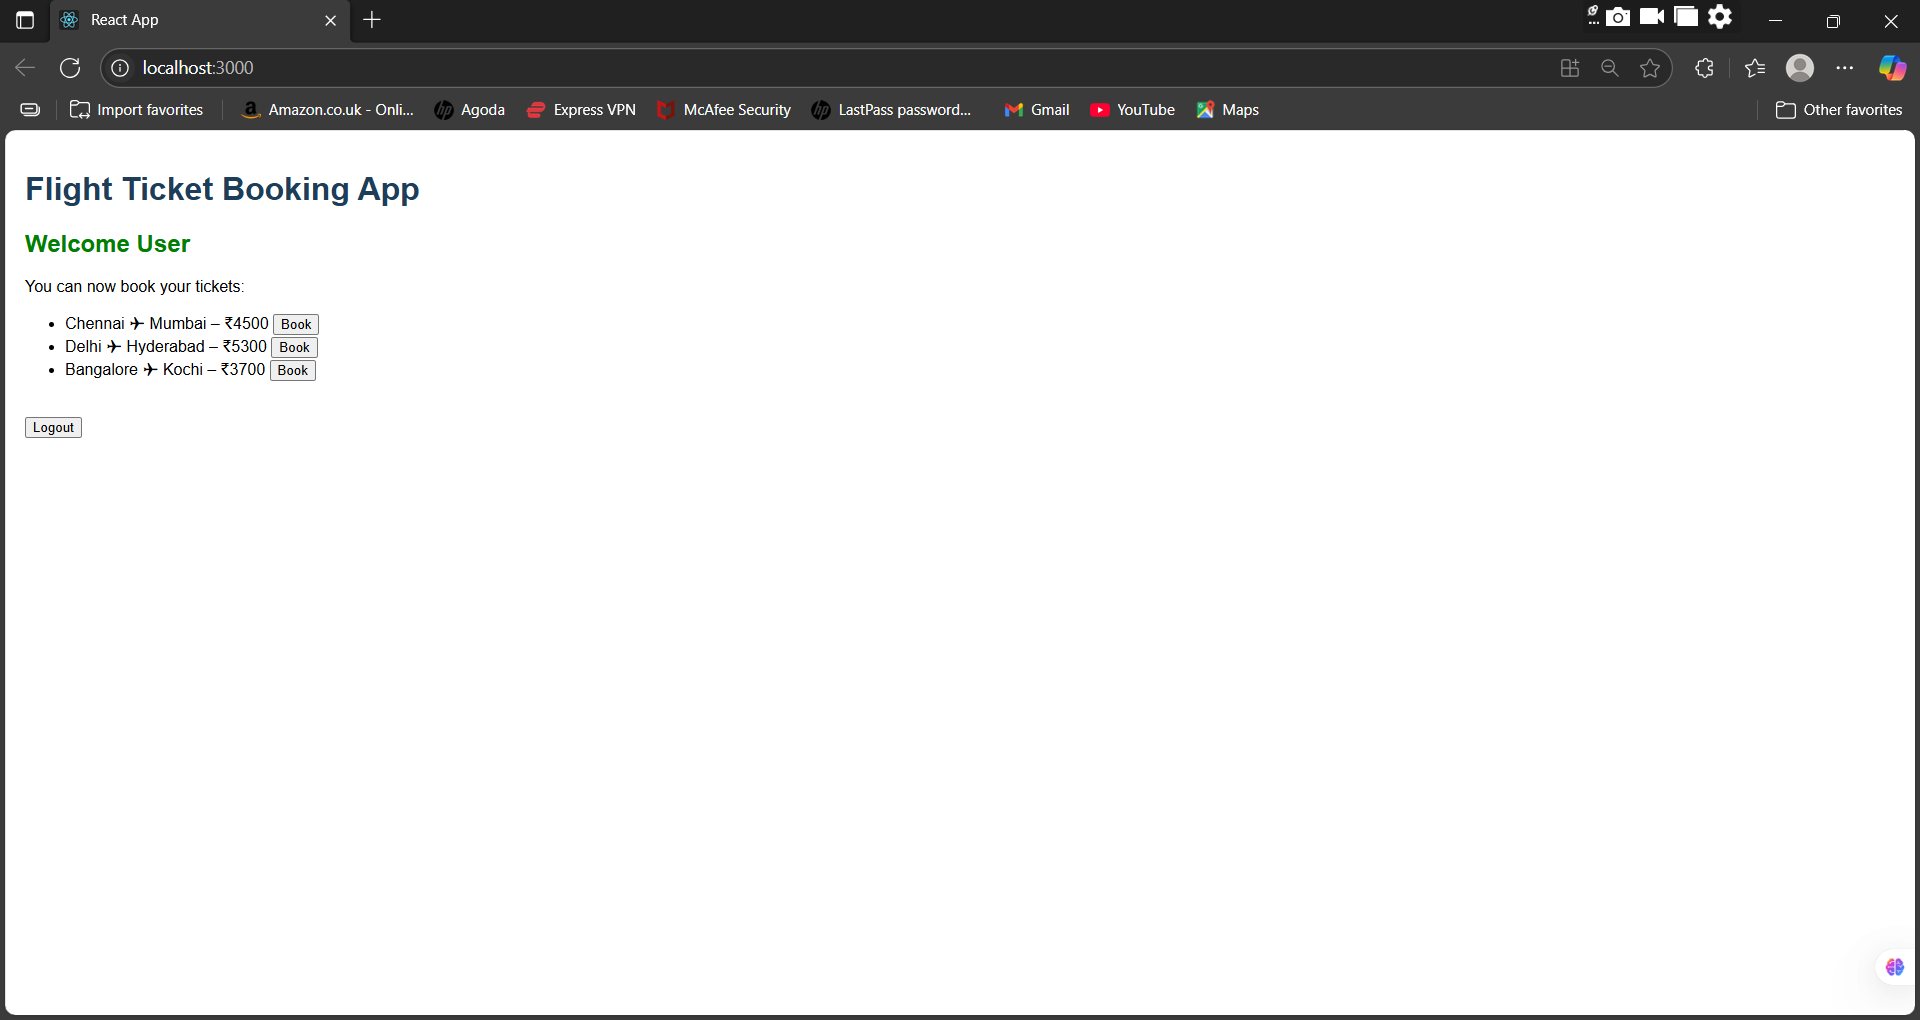 React App
localhost:3000
Import favorites
Amazon.co.uk - Onli...
Agoda
Express VPN
McAfee Security
LastPass password...
Gmail
YouTube
Maps
Other favorites
Flight Ticket Booking App
Welcome User
You can now book your tickets:
• Chennai ✈ Mumbai – ₹4500 Book
• Delhi ✈ Hyderabad – ₹5300 Book
• Bangalore ✈ Kochi – ₹3700 Book
Logout